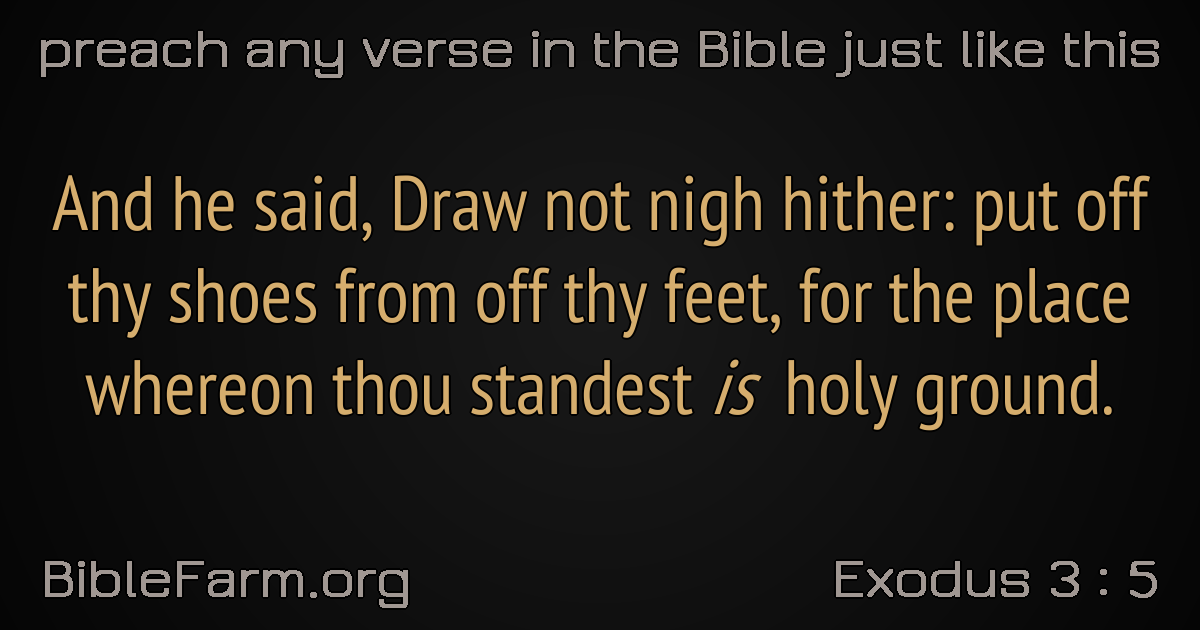 preach any verse in the Bible just like this
And he said, Draw not nigh hither: put off
thy shoes from off thy feet, for the place
whereon thou standest is holy ground.
BibleFarm.org
Exodus 3 : 5